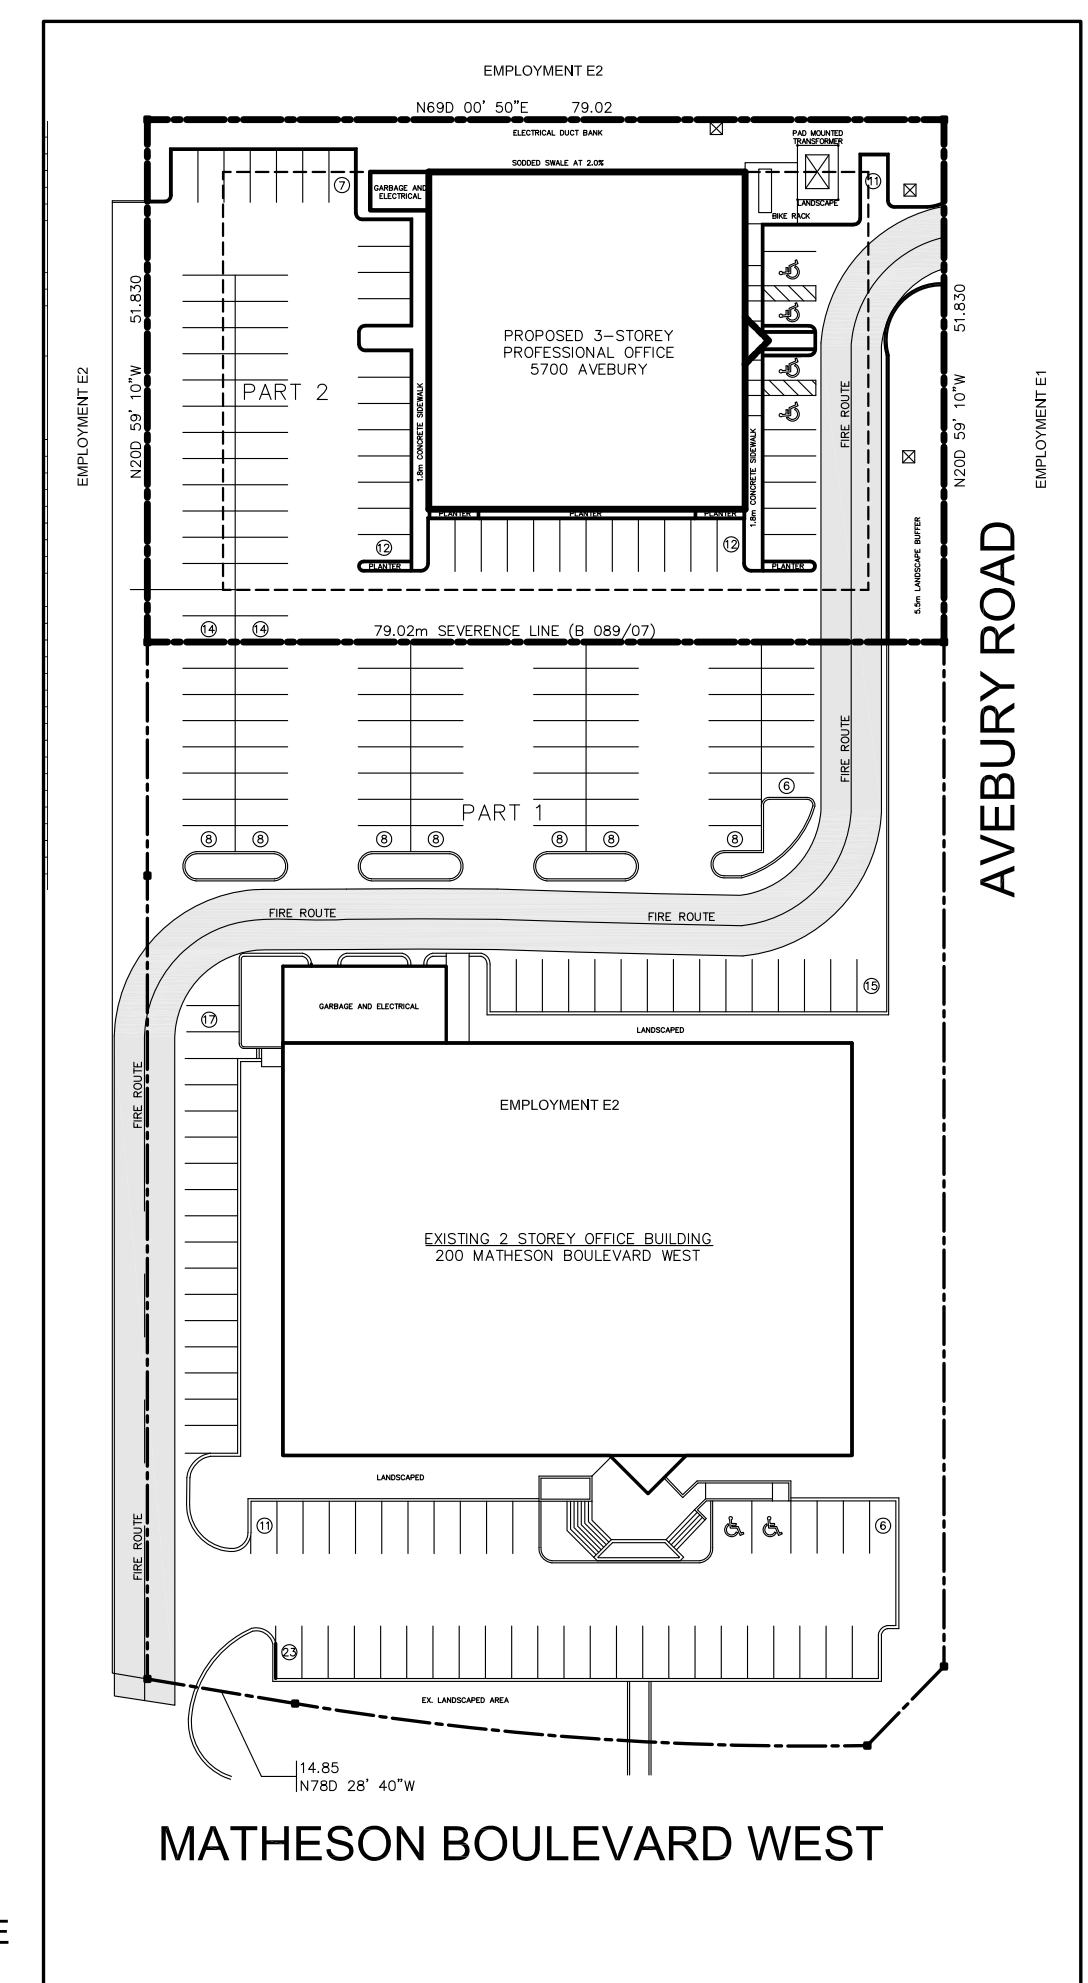 EMPLOYMENT E2
N69D 00' 50"E 79.02
ELECTRICAL DUCT BANK
PAD MOUNTED
TRANSFORMER
SODDED SWALE AT 2.0%
7
GARBAGE AND
ELECTRICAL
11
LANDSCAPE
BIKE RACK
N20D 59' 10"W 51.830
N20D 59' 10"W 51.830
EMPLOYMENT E2
EMPLOYMENT E1
PROPOSED 3-STOREY
PROFESSIONAL OFFICE
5700 AVEBURY
PART 2
1.8m CONCRETE SIDEWALK
1.8m CONCRETE SIDEWALK
FIRE ROUTE
PLANTER
PLANTER
PLANTER
12
12
PLANTER
PLANTER
5.5m LANDSCAPE BUFFER
14
14
79.02m SEVERENCE LINE (B 089/07)
AVEBURY ROAD
FIRE ROUTE
6
PART 1
8
8
8
8
8
8
8
FIRE ROUTE
FIRE ROUTE
15
GARBAGE AND ELECTRICAL
17
LANDSCAPED
FIRE ROUTE
EMPLOYMENT E2
EXISTING 2 STOREY OFFICE BUILDING
200 MATHESON BOULEVARD WEST
LANDSCAPED
11
6
FIRE ROUTE
23
EX. LANDSCAPED AREA
14.85
N78D 28' 40"W
MATHESON BOULEVARD WEST
E